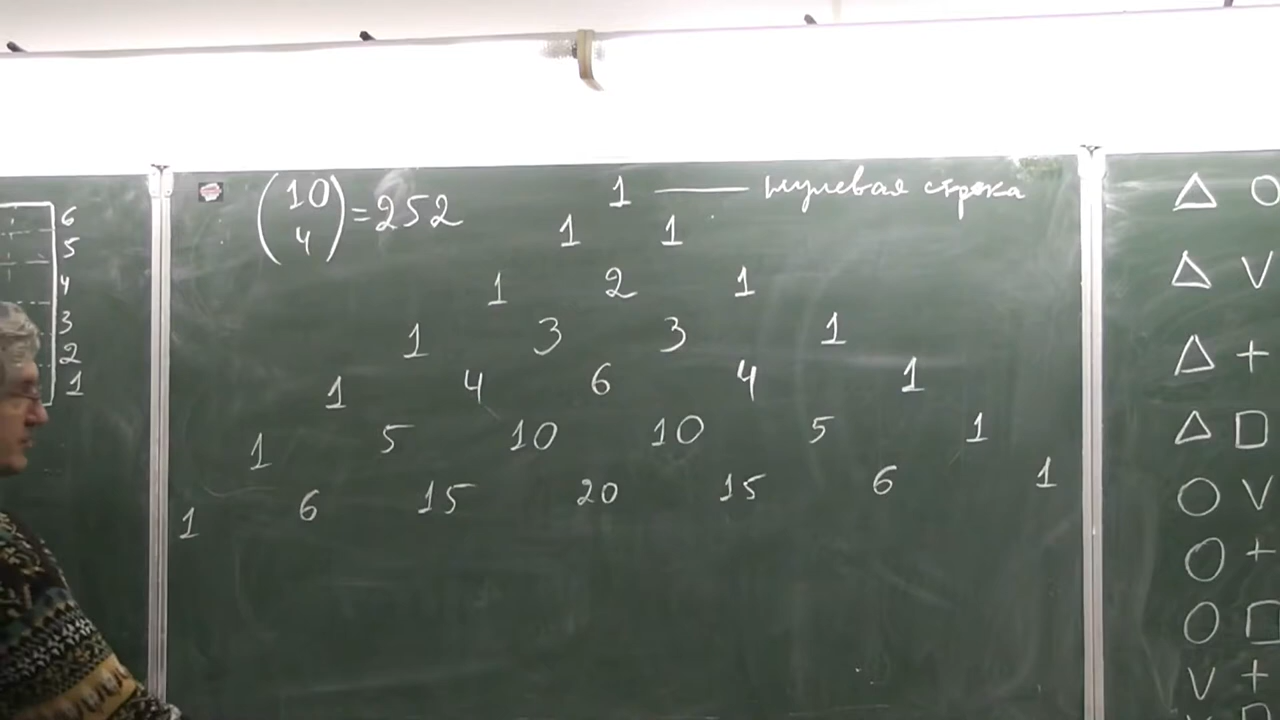 6
5
4
3
2
1
(10 4) = 252
1 — нулевая строка
1 1
1 2 1
1 3 3 1
1 4 6 4 1
1 5 10 10 5 1
1 6 15 20 15 6 1
△ ○
△ V
△ +
△ □
○ V
○ +
○ □
V +